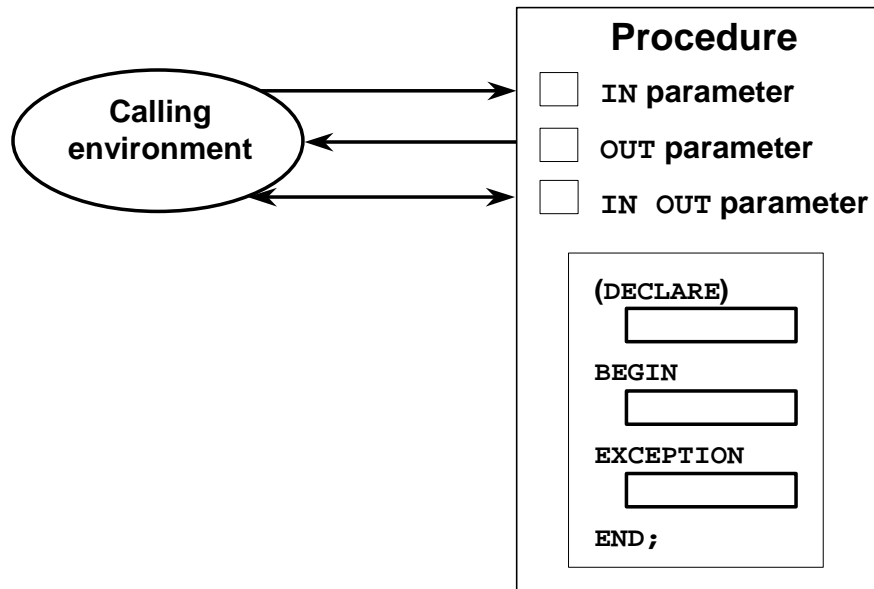 Procedure
Calling
environment
IN parameter
OUT parameter
IN OUT parameter
(DECLARE)
BEGIN
EXCEPTION
END;